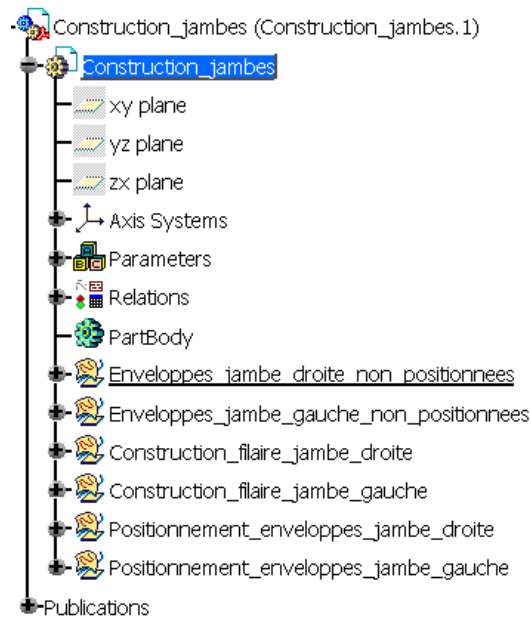 Construction_jambes (Construction_jambes.1)
Construction_jambes
xy plane
yz plane
zx plane
Axis Systems
Parameters
Relations
PartBody
Enveloppes_jambe_droite_non_positionnees
Enveloppes_jambe_gauche_non_positionnees
Construction_filaire_jambe_droite
Construction_filaire_jambe_gauche
Positionnement_enveloppes_jambe_droite
Positionnement_enveloppes_jambe_gauche
Publications